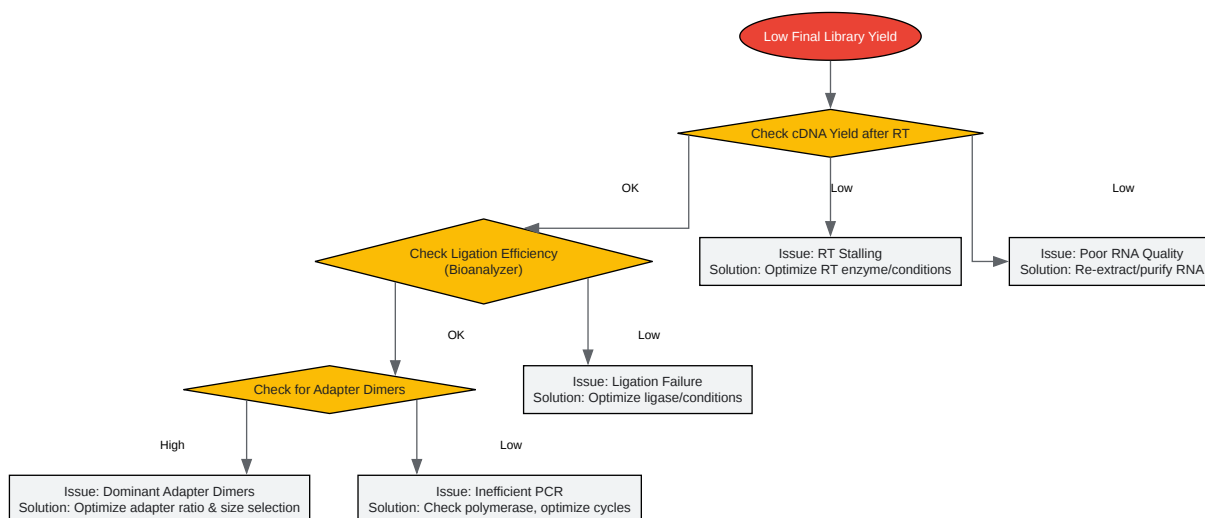 Low Final Library Yield
Check cDNA Yield after RT
OK
Low
Low
Check Ligation Efficiency
(Bioanalyzer)
Issue: RT Stalling
Solution: Optimize RT enzyme/conditions
Issue: Poor RNA Quality
Solution: Re-extract/purify RNA
OK
Low
Check for Adapter Dimers
Issue: Ligation Failure
Solution: Optimize ligase/conditions
High
Low
Issue: Dominant Adapter Dimers
Solution: Optimize adapter ratio & size selection
Issue: Inefficient PCR
Solution: Check polymerase, optimize cycles